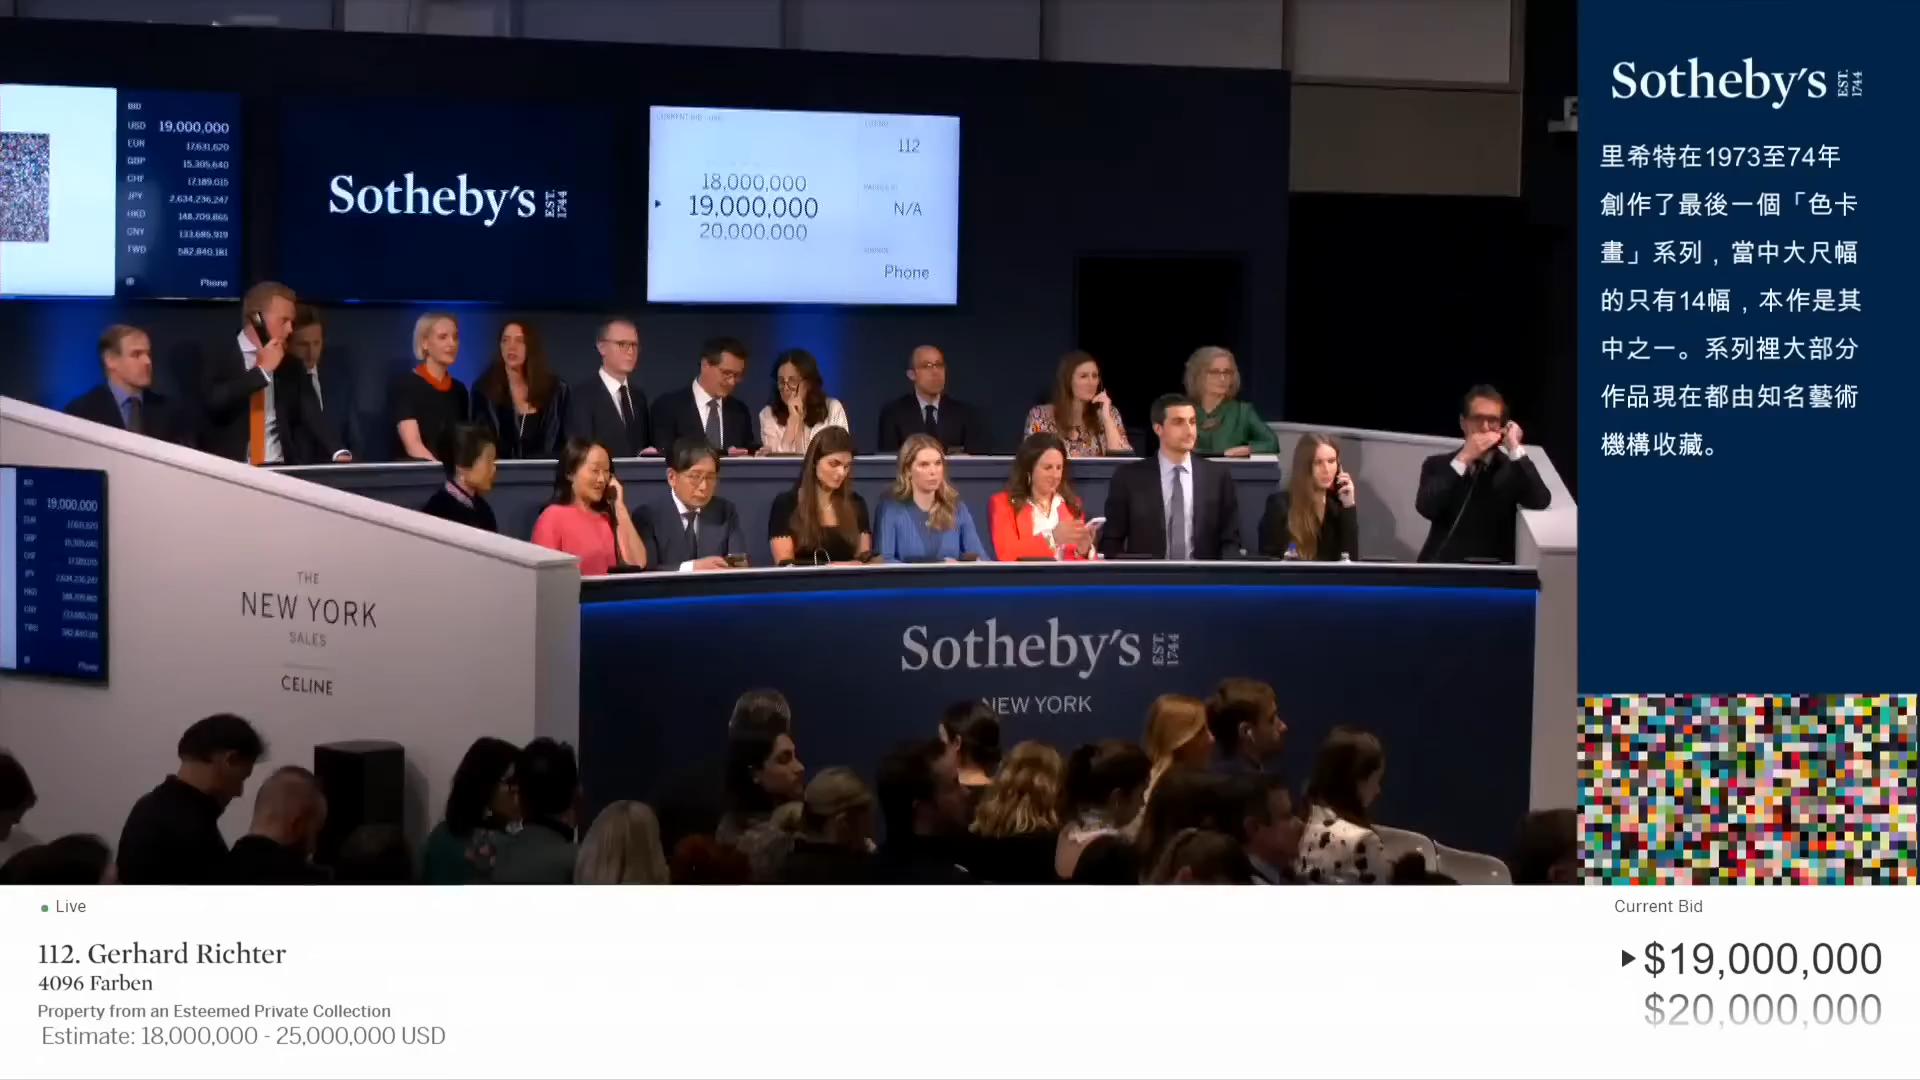 BID
USD 19,000,000
EUR 17,631,620
GBP 15,305,640
CHF 17,189,015
JPY 2,634,236,247
HKD 148,709,865
CNY 133,685,919
TWD 582,840,181
Phone
Sotheby's EST. 1744
CURRENT BID - USD
18,000,000
19,000,000
20,000,000
112
N/A
Phone
Sotheby's EST. 1744
里希特在1973至74年
創作了最後一個「色卡
畫」系列，當中大尺幅
的只有14幅，本作是其
中之一。系列裡大部分
作品現在都由知名藝術
機構收藏。
19,000,000
Phone
THE
NEW YORK
SALES
CELINE
Sotheby's EST. 1744
NEW YORK
Live
112. Gerhard Richter
4096 Farben
Property from an Esteemed Private Collection
Estimate: 18,000,000 - 25,000,000 USD
Current Bid
$19,000,000
$20,000,000